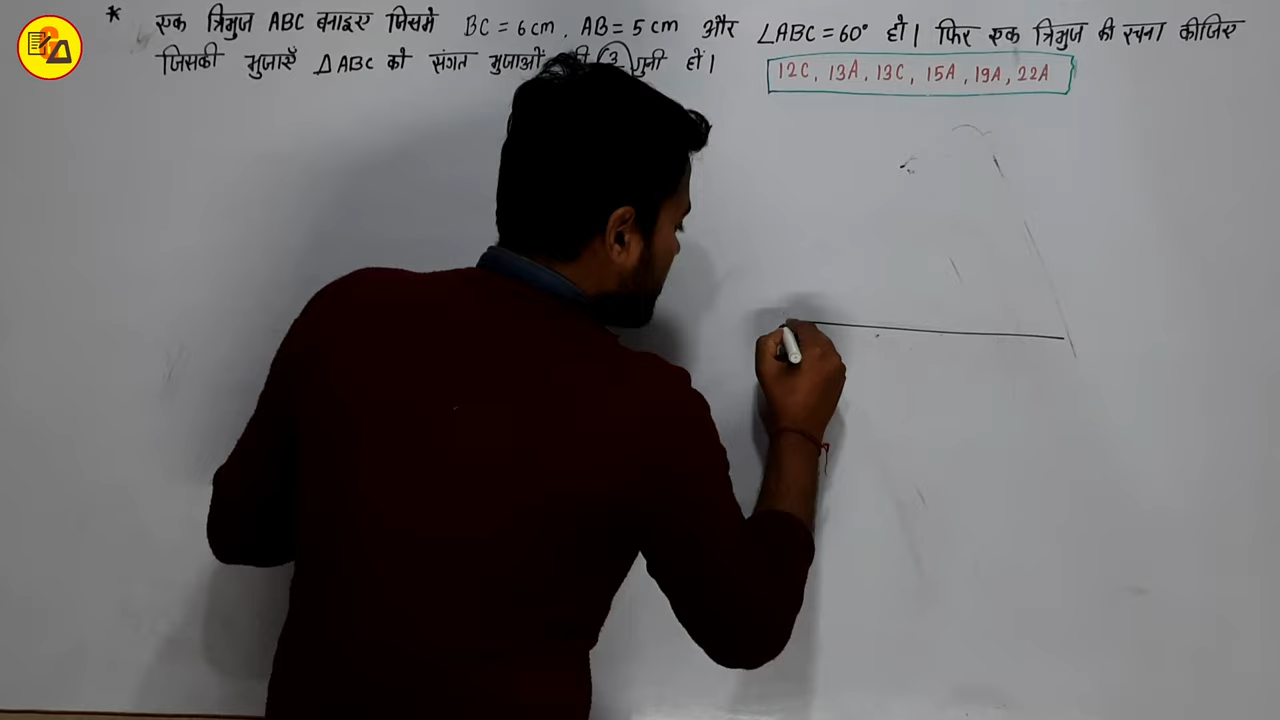 * एक त्रिभुज ABC बनाइए जिसमे BC = 6 cm, AB = 5 cm और ∠ABC = 60° हो। फिर एक त्रिभुज की रचना कीजिए
जिसकी भुजाएँ ΔABC को संगत भुजाओं गुनी हों।
12C, 13A, 13C, 15A, 19A, 22A